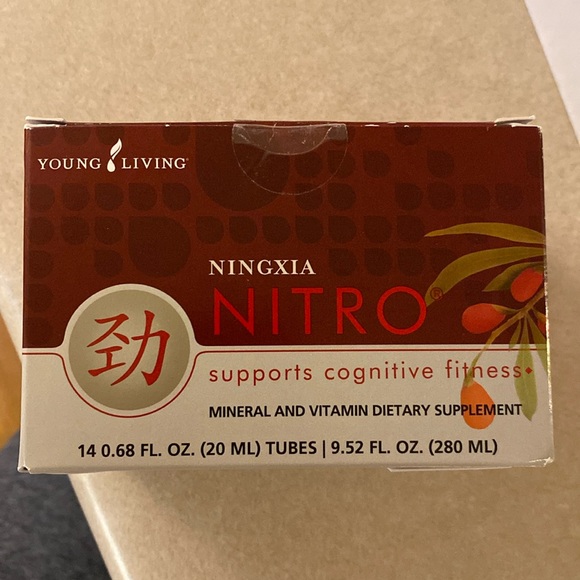 YOUNG LIVING
NINGXIA
NITRO®
劲
supports cognitive fitness◆
MINERAL AND VITAMIN DIETARY SUPPLEMENT
14 0.68 FL. OZ. (20 ML) TUBES | 9.52 FL. OZ. (280 ML)